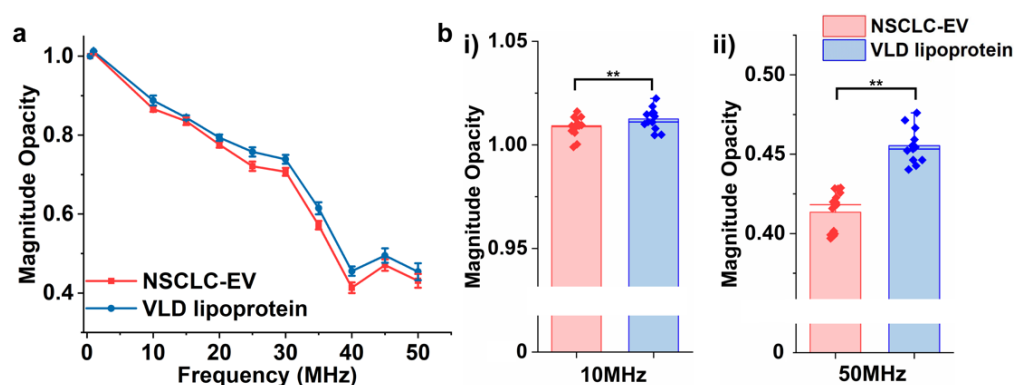 a
Magnitude Opacity
1.0
0.8
0.6
0.4
NSCLC-EV
VLD lipoprotein
0
10
20
30
40
50
Frequency (MHz)
b
i)
Magnitude Opacity
1.05
1.00
0.95
0
**
10MHz
ii)
NSCLC-EV
VLD lipoprotein
Magnitude Opacity
0.50
0.45
0.40
0
**
50MHz